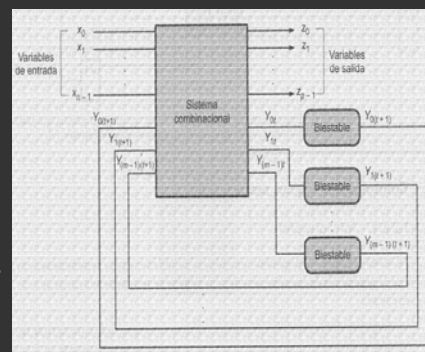 x₀
x₁
Variables
de entrada
xₙ₋₁
Y₀₍ₜ₊₁₎
Y₁₍ₜ₊₁₎
Y₍ₘ₋₁₎₍ₜ₊₁₎
Sistema
combinacional
z₀
z₁
Variables
de salida
zₚ₋₁
Y₀ₜ
Biestable
Y₀₍ₜ₊₁₎
Y₁ₜ
Biestable
Y₁₍ₜ₊₁₎
Y₍ₘ₋₁₎ₜ
Biestable
Y₍ₘ₋₁₎₍ₜ₊₁₎